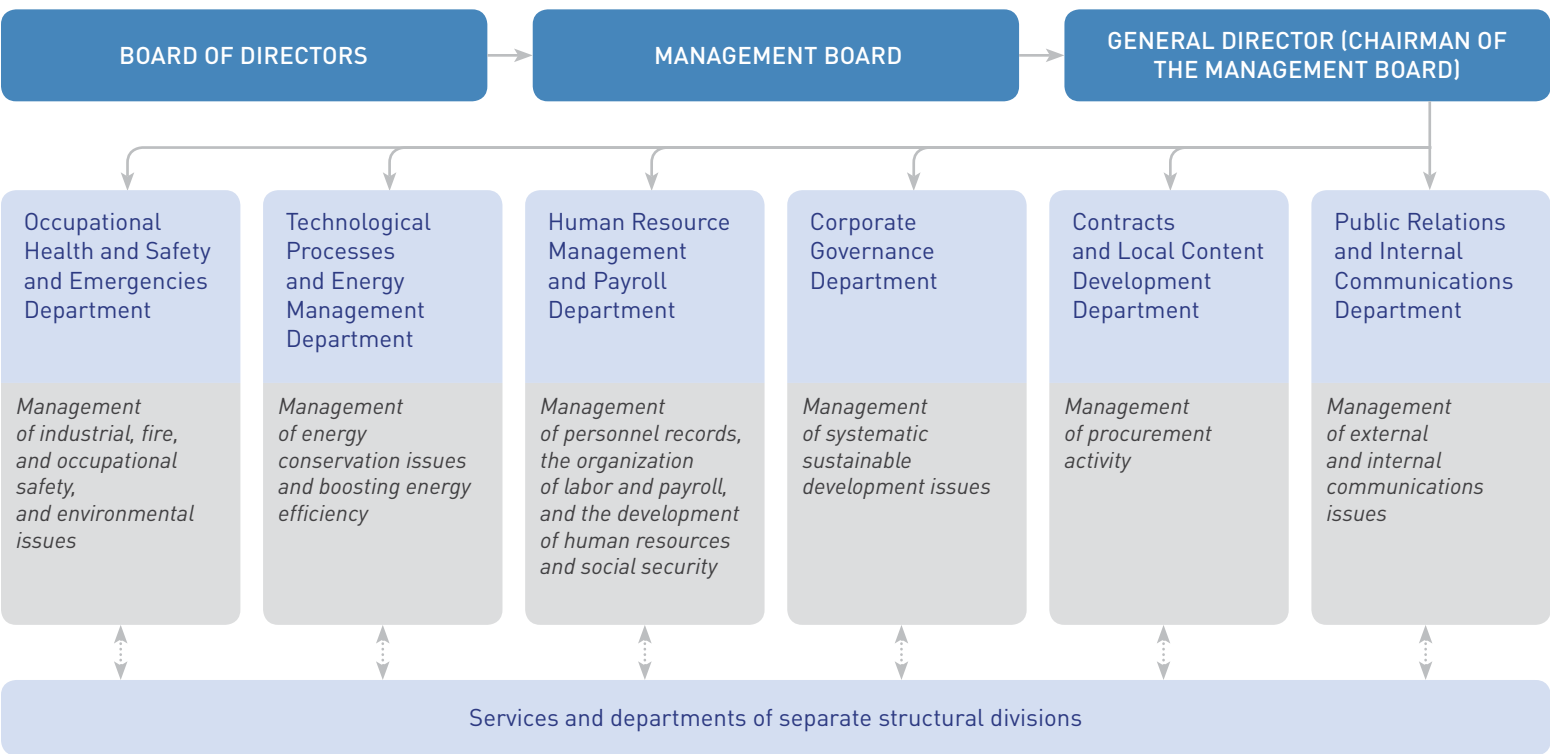 BOARD OF DIRECTORS
MANAGEMENT BOARD
GENERAL DIRECTOR (CHAIRMAN OF
THE MANAGEMENT BOARD)
Occupational
Health and Safety
and Emergencies
Department
Management
of industrial, fire,
and occupational
safety,
and environmental
issues
Technological
Processes
and Energy
Management
Department
Management
of energy
conservation issues
and boosting energy
efficiency
Human Resource
Management
and Payroll
Department
Management
of personnel records,
the organization
of labor and payroll,
and the development
of human resources
and social security
Corporate
Governance
Department
Management
of systematic
sustainable
development issues
Contracts
and Local Content
Development
Department
Management
of procurement
activity
Public Relations
and Internal
Communications
Department
Management
of external
and internal
communications
issues
Services and departments of separate structural divisions